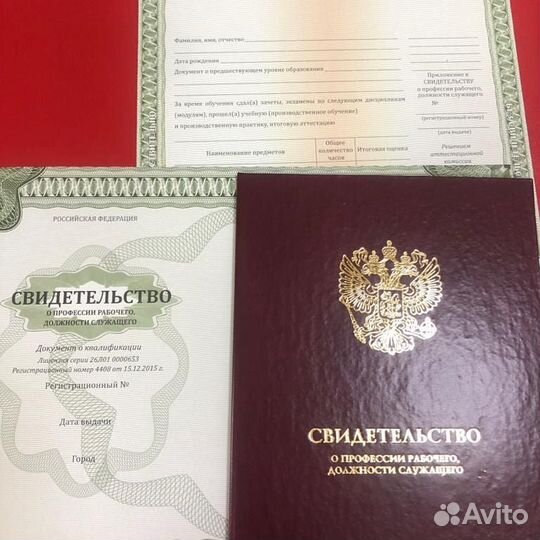 Фамилия, имя, отчество
Дата рождения
Документ о предшествующем уровне образования
За время обучения сдал(а) зачеты, экзамены по следующим дисциплинам
(модулям), прошел(а) учебную (производственное обучение)
и производственную практику, итоговую аттестацию
Наименование предметов
Общее
количество
часов
Итоговая оценка
Приложение к
СВИДЕТЕЛЬСТВУ
о профессии рабочего,
должности служащего
№
(регистрационный номер)
(дата выдачи)
Решением
аттестационной
комиссии
РОССИЙСКАЯ ФЕДЕРАЦИЯ
СВИДЕТЕЛЬСТВО
О ПРОФЕССИИ РАБОЧЕГО,
ДОЛЖНОСТИ СЛУЖАЩЕГО
Документ о квалификации
Лицензия серии 26Л01 0000653
Регистрационный номер 4408 от 15.12.2015 г.
Регистрационный №
Дата выдачи
Город
СВИДЕТЕЛЬСТВО
О ПРОФЕССИИ РАБОЧЕГО,
ДОЛЖНОСТИ СЛУЖАЩЕГО
Avito